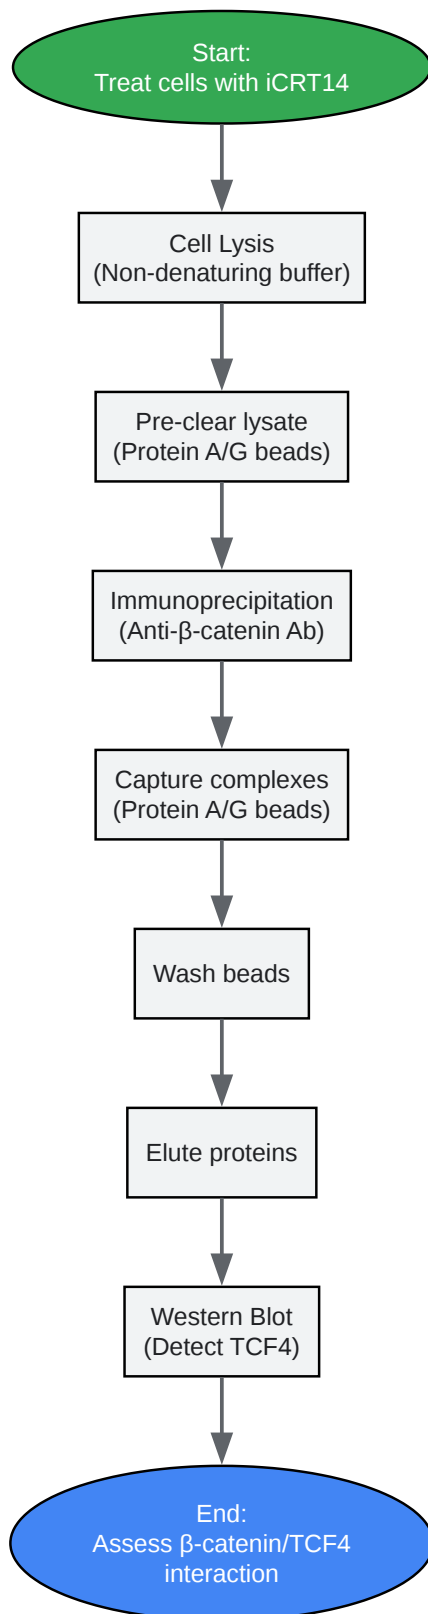 Start:
Treat cells with iCRT14
Cell Lysis
(Non-denaturing buffer)
Pre-clear lysate
(Protein A/G beads)
Immunoprecipitation
(Anti-β-catenin Ab)
Capture complexes
(Protein A/G beads)
Wash beads
Elute proteins
Western Blot
(Detect TCF4)
End:
Assess β-catenin/TCF4
interaction